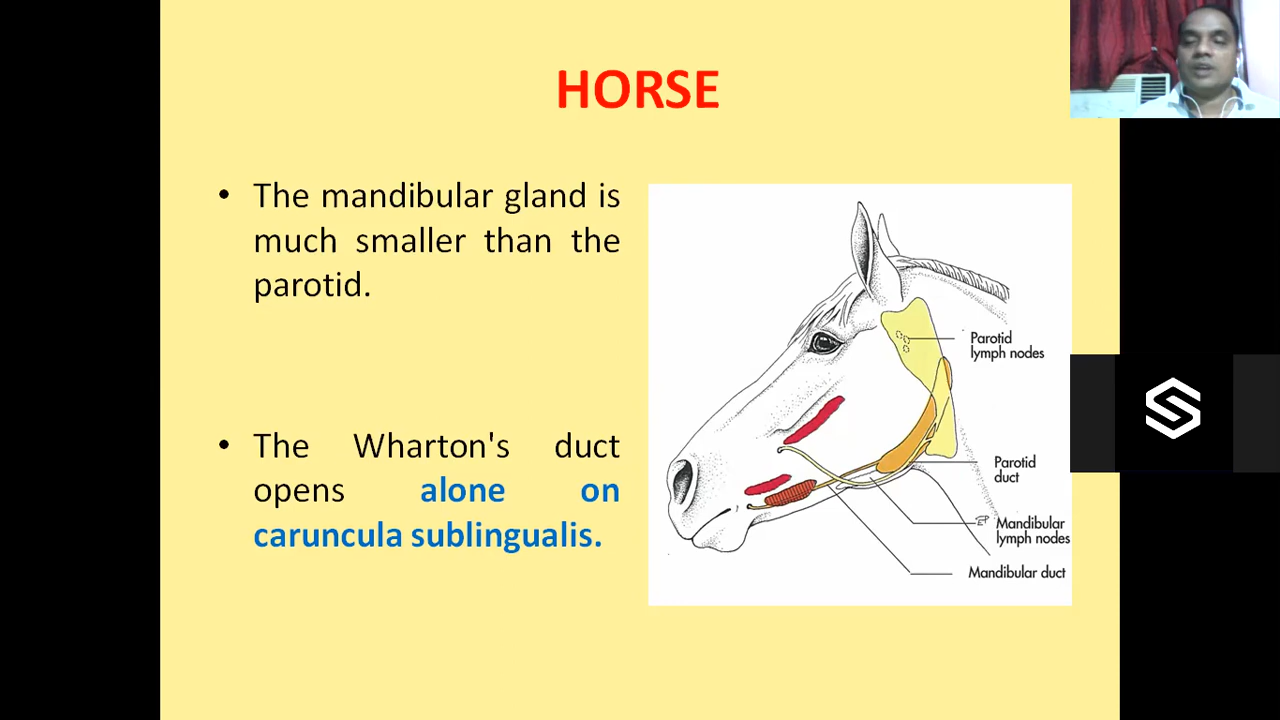 HORSE
• The mandibular gland is
much smaller than the
parotid.
• The Wharton's duct
opens alone on
caruncula sublingualis.
Parotid
lymph nodes
Parotid
duct
Mandibular
lymph nodes
Mandibular duct